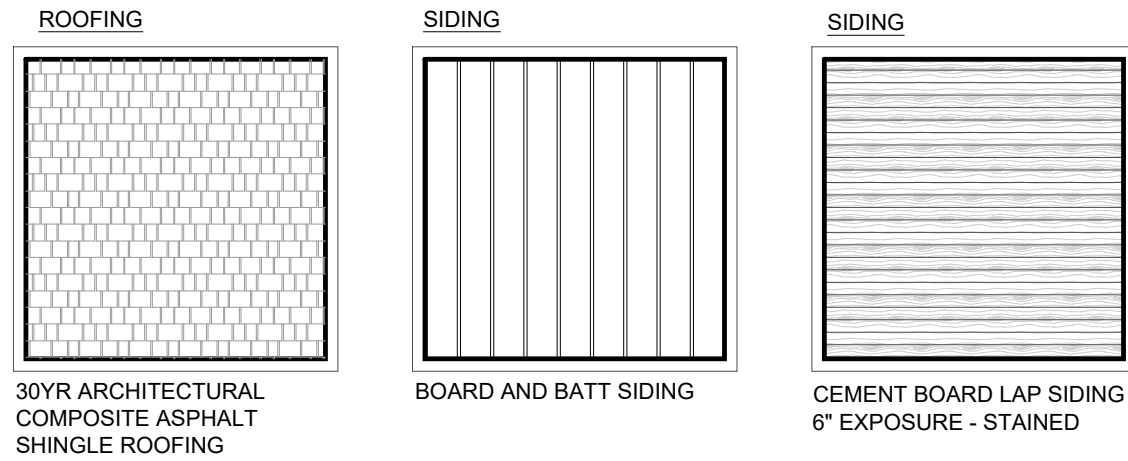 ROOFING
30YR ARCHITECTURAL
COMPOSITE ASPHALT
SHINGLE ROOFING
SIDING
BOARD AND BATT SIDING
SIDING
CEMENT BOARD LAP SIDING
6" EXPOSURE - STAINED